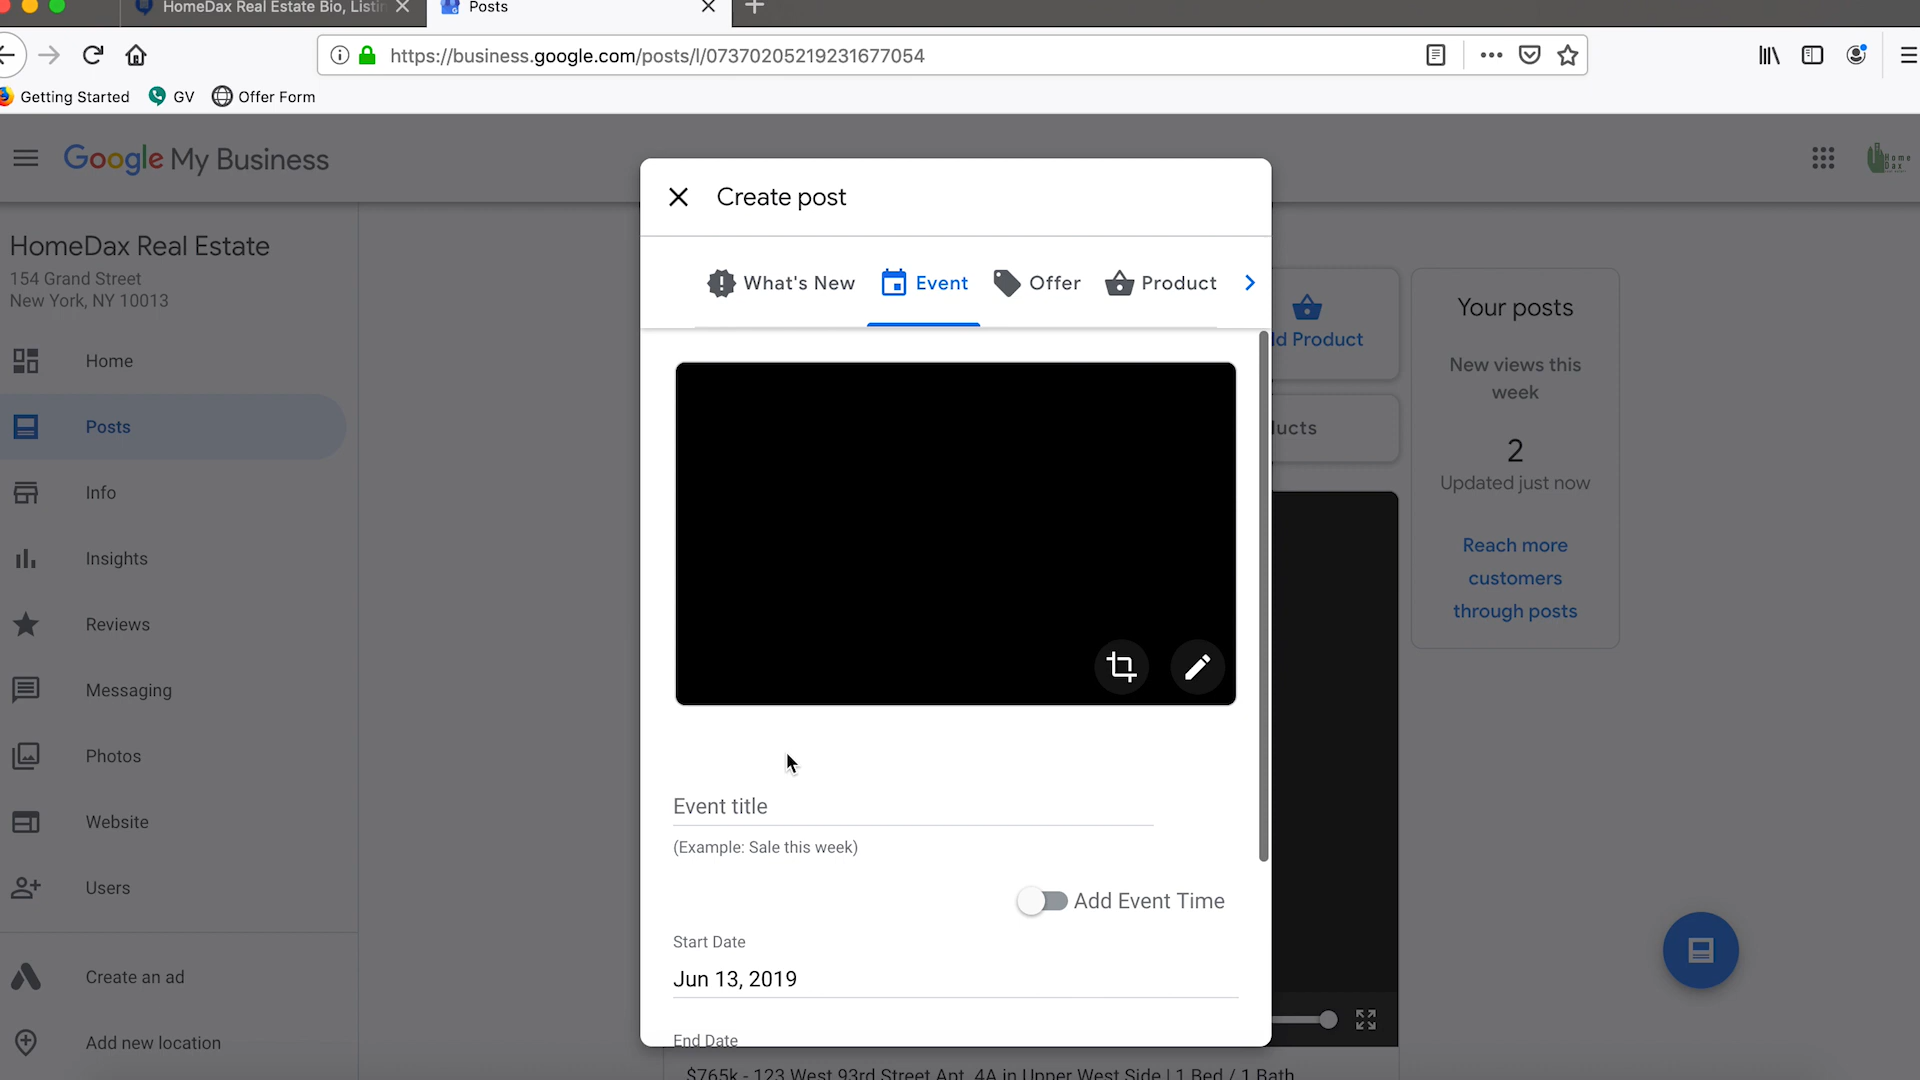 HomeDax Real Estate Bio, Listin
Posts
https://business.google.com/posts/l/07370205219231677054
Getting Started
GV
Offer Form
Google My Business
Home
Dax
HomeDax Real Estate
154 Grand Street
New York, NY 10013
Home
Posts
Info
Insights
Reviews
Messaging
Photos
Website
Users
Create an ad
Add new location
Create post
What's New
Event
Offer
Product
Event title
(Example: Sale this week)
Add Event Time
Start Date
Jun 13, 2019
End Date
d Product
ucts
$765k - 123 West 93rd Street Apt. 4A in Upper West Side | 1 Bed / 1 Bath
Your posts
New views this
week
2
Updated just now
Reach more
customers
through posts